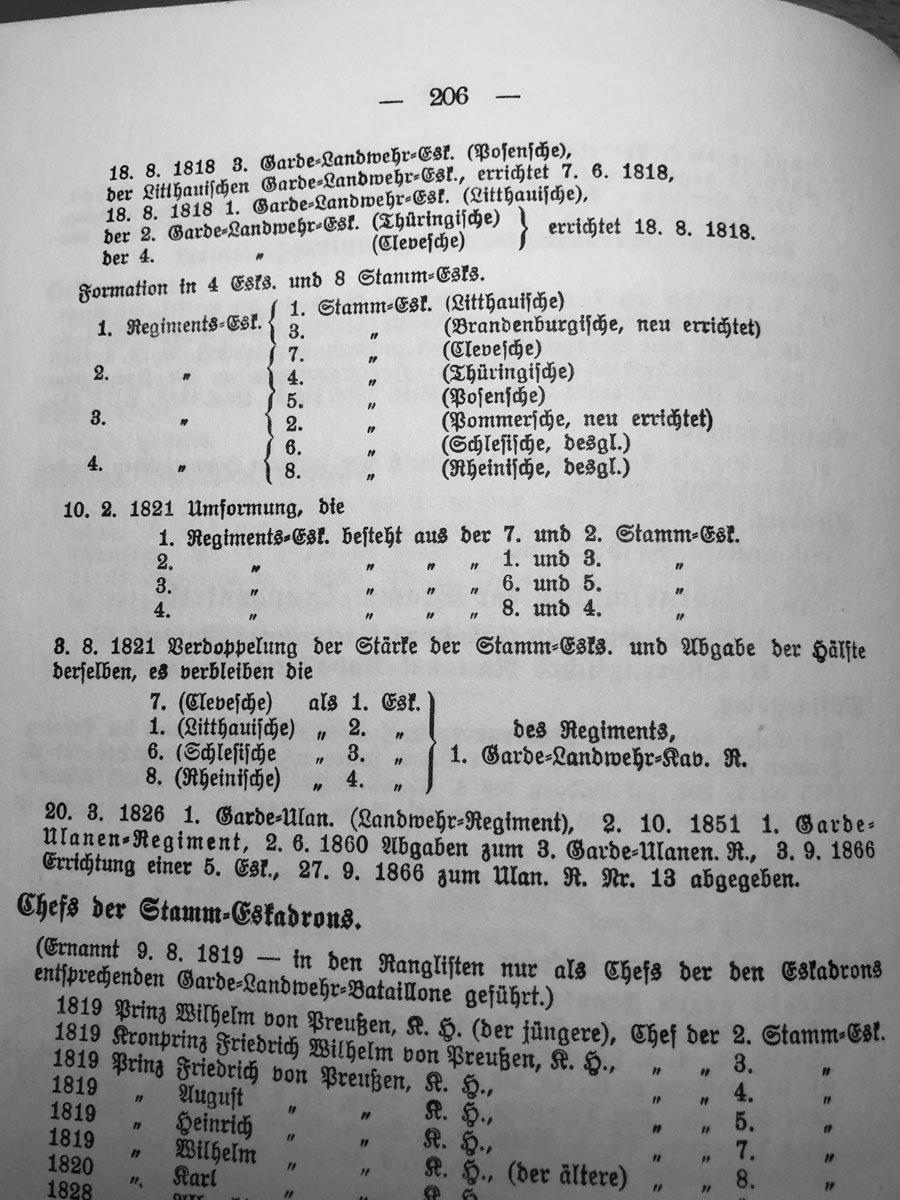 — 206 —
18. 8. 1818 3. Garde-Landwehr-Esk. (Posensche),
der Litthauischen Garde-Landwehr-Esk., errichtet 7. 6. 1818,
18. 8. 1818 1. Garde-Landwehr-Esk. (Litthauische),
der 2. Garde-Landwehr-Esk. (Thüringische)
der 4. „ (Clevesche) } errichtet 18. 8. 1818.
Formation in 4 Esks. und 8 Stamm-Esks.
1. Regiments-Esk. { 1. Stamm-Esk. (Litthauische)
3. „ (Brandenburgische, neu errichtet)
2. „ { 7. „ (Clevesche)
4. „ (Thüringische)
3. „ { 5. „ (Posensche)
2. „ (Pommersche, neu errichtet)
4. „ { 6. „ (Schlesische, desgl.)
8. „ (Rheinische, desgl.)
10. 2. 1821 Umformung, die
1. Regiments-Esk. besteht aus der 7. und 2. Stamm-Esk.
2. „ „ „ „ 1. und 3. „
3. „ „ „ „ 6. und 5. „
4. „ „ „ „ 8. und 4. „
3. 8. 1821 Verdoppelung der Stärke der Stamm-Esks. und Abgabe der Hälfte
derselben, es verbleiben die
7. (Clevesche) als 1. Esk.
1. (Litthauische) „ 2. „ des Regiments,
6. (Schlesische „ 3. „ } 1. Garde-Landwehr-Kav. R.
8. (Rheinische) „ 4. „
20. 3. 1826 1. Garde-Ulan. (Landwehr-Regiment), 2. 10. 1851 1. Garde-
Ulanen-Regiment, 2. 6. 1860 Abgaben zum 3. Garde-Ulanen. R., 3. 9. 1866
Errichtung einer 5. Esk., 27. 9. 1866 zum Ulan. R. Nr. 13 abgegeben.
Chefs der Stamm-Eskadrons.
(Ernannt 9. 8. 1819 — in den Ranglisten nur als Chefs der den Eskadrons
entsprechenden Garde-Landwehr-Bataillone geführt.)
1819 Prinz Wilhelm von Preußen, K. H. (der jüngere), Chef der 2. Stamm-Esk.
1819 Kronprinz Friedrich Wilhelm von Preußen, K. H., „ „ 3. „
1819 Prinz Friedrich von Preußen, K. H., „ „ 4. „
1819 „ August „ „ K. H., „ „ 5. „
1819 „ Heinrich „ „ K. H., „ „ 7. „
1819 „ Wilhelm „ „ K. H., (der ältere) „ „ 8. „
1820 „ Karl „ „ K. H.,
1828